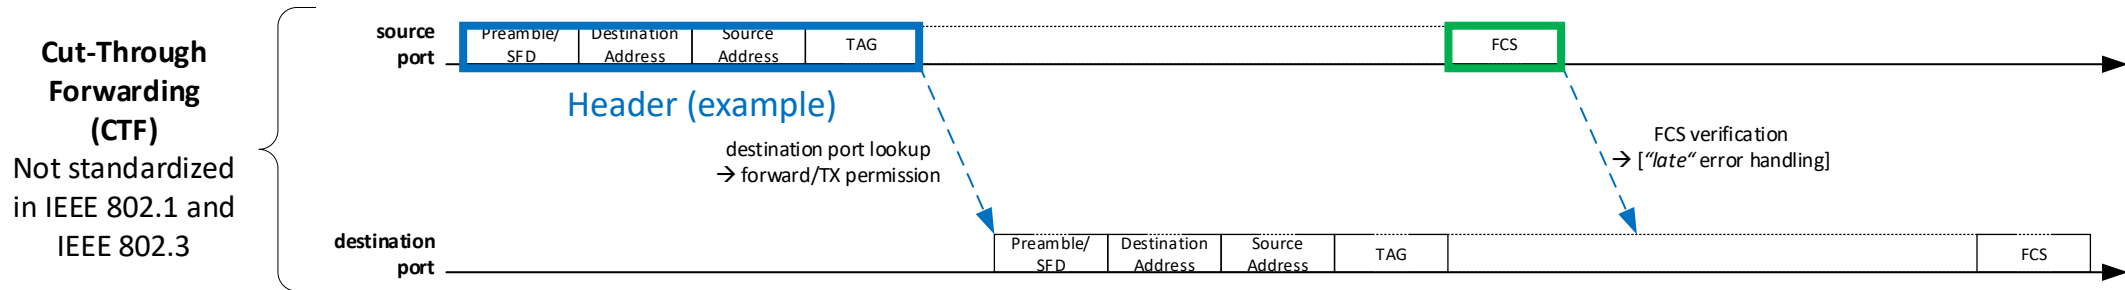 Cut-Through
Forwarding
(CTF)
Not standardized
in IEEE 802.1 and
IEEE 802.3
source
port
Preamble/
SFD
Destination
Address
Source
Address
TAG
FCS
Header (example)
destination port lookup
→ forward/TX permission
FCS verification
→ [“late“ error handling]
destination
port
Preamble/
SFD
Destination
Address
Source
Address
TAG
FCS